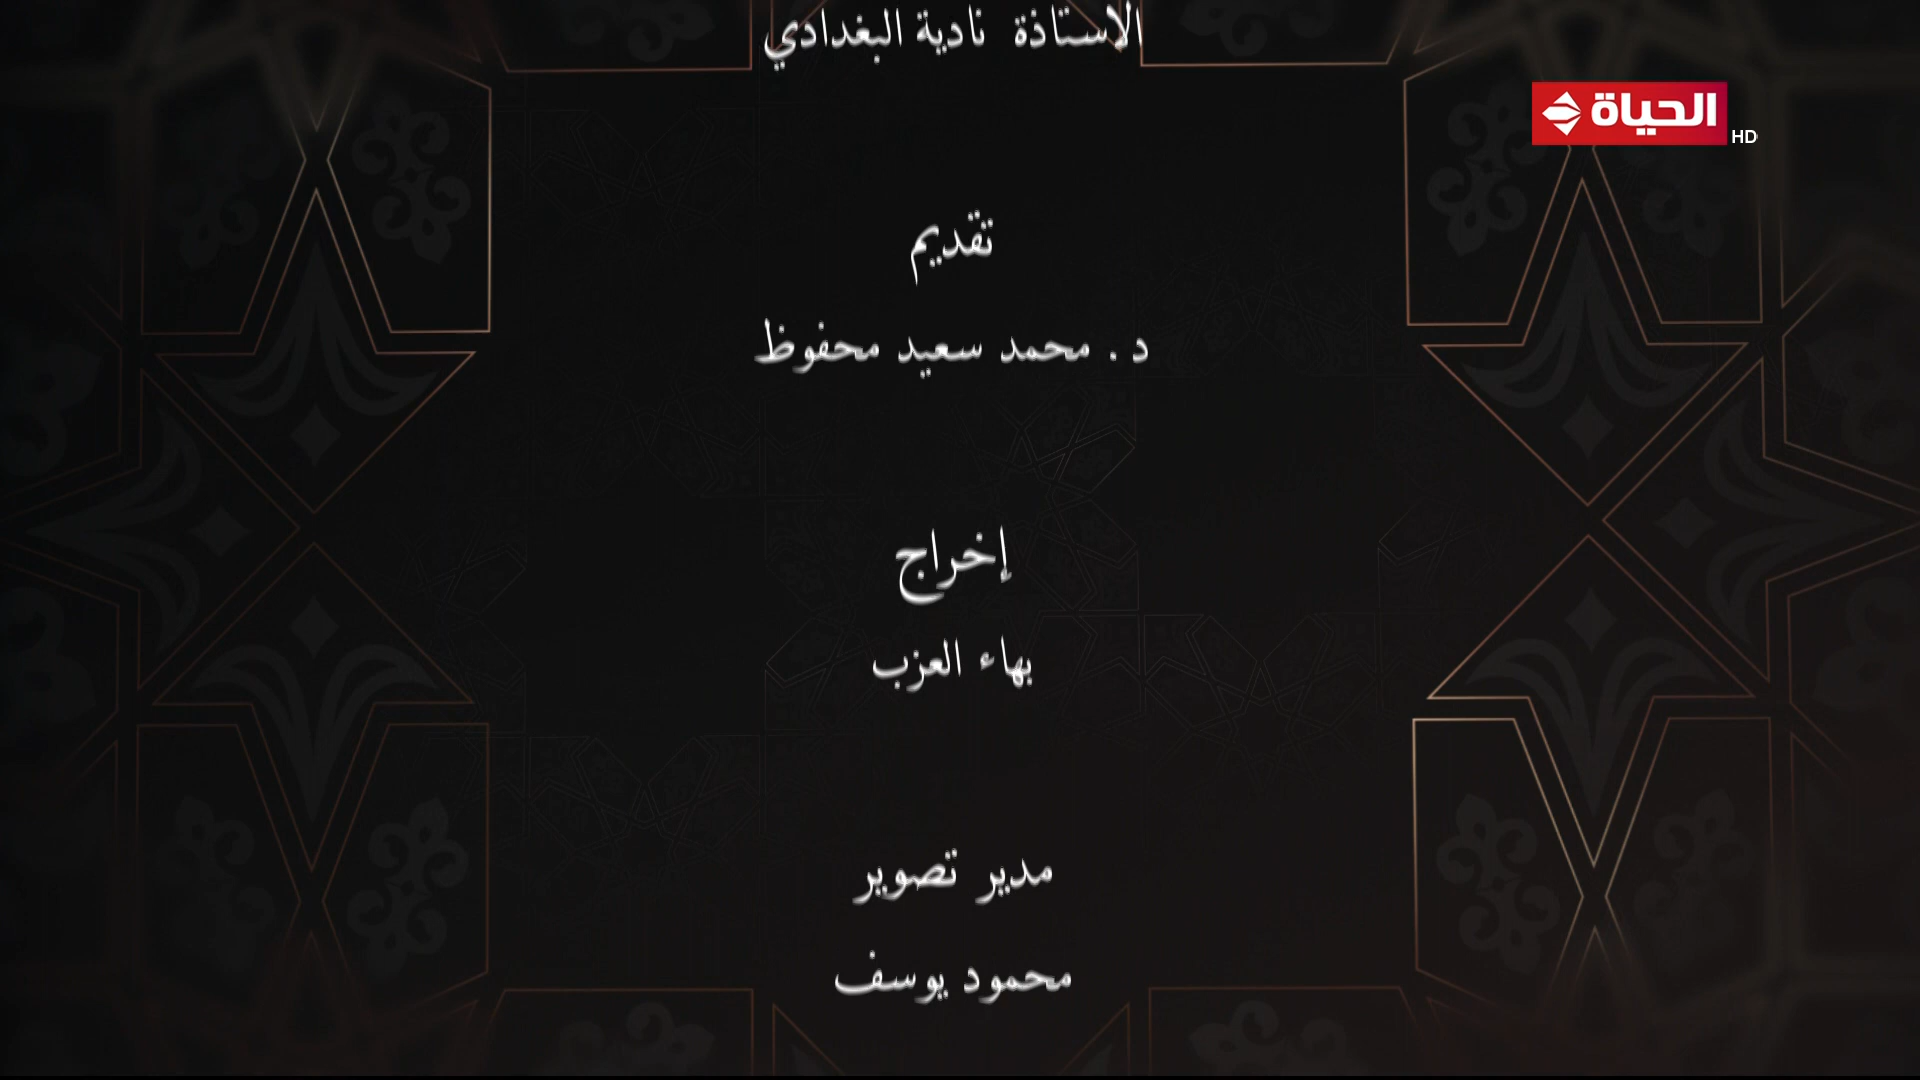 الاستاذة نادية البغدادي
الحياة
HD
تقديم
د . محمد سعيد محفوظ
إخراج
بهاء العزب
مدير تصوير
محمود يوسف